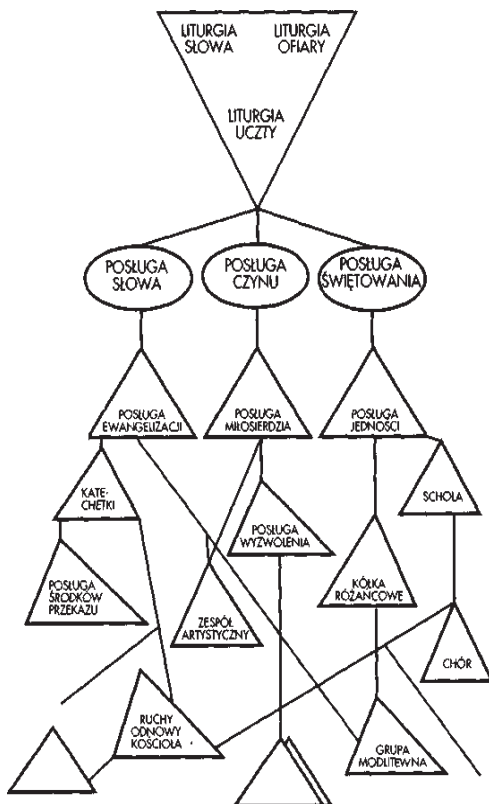 LITURGIA LITURGIA
SŁOWA OFIARY
LITURGIA
UCZTY
POSŁUGA
SŁOWA
POSŁUGA
CZYNU
POSŁUGA
ŚWIĘTOWANIA
POSŁUGA
EWANGELIZACJI
POSŁUGA
MIŁOSIERDZIA
POSŁUGA
JEDNOŚCI
KATE-
CHETKI
POSŁUGA
WYZWOLENIA
SCHOLA
POSŁUGA
ŚRODKÓW
PRZEKAZU
ZESPÓŁ
ARTYSTYCZNY
KÓŁKA
RÓŻAŃCOWE
CHÓR
RUCHY
ODNOWY
KOŚCIOŁA
GRUPA
MODLITEWNA